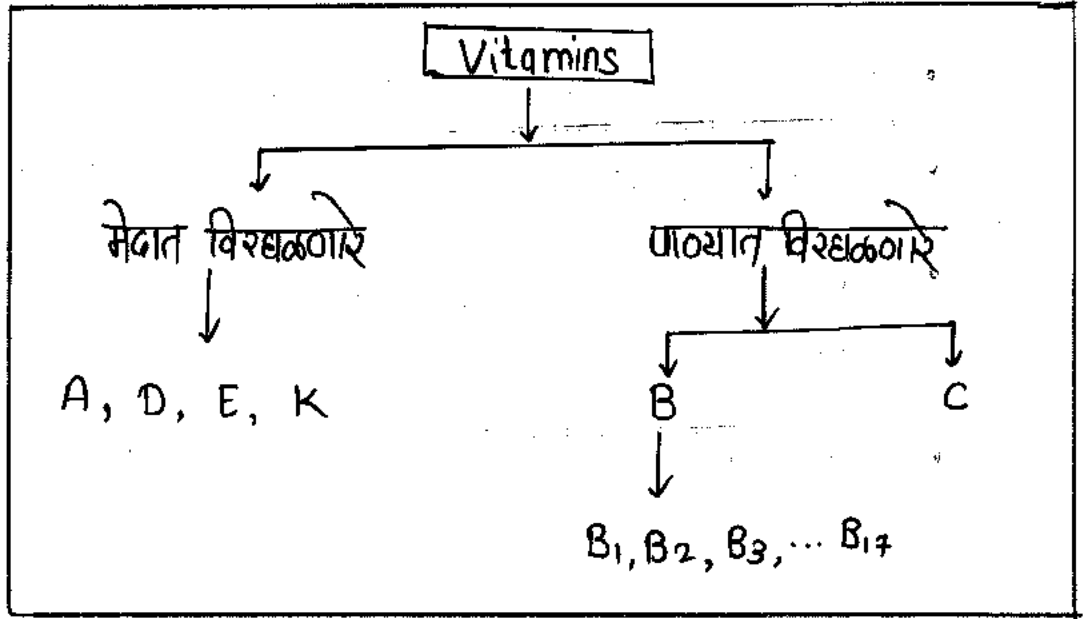 Vitamins
मेदात विरघळणारे
पाण्यात विरघळणारे
A, D, E, K
B
C
B1, B2, B3, ... B17